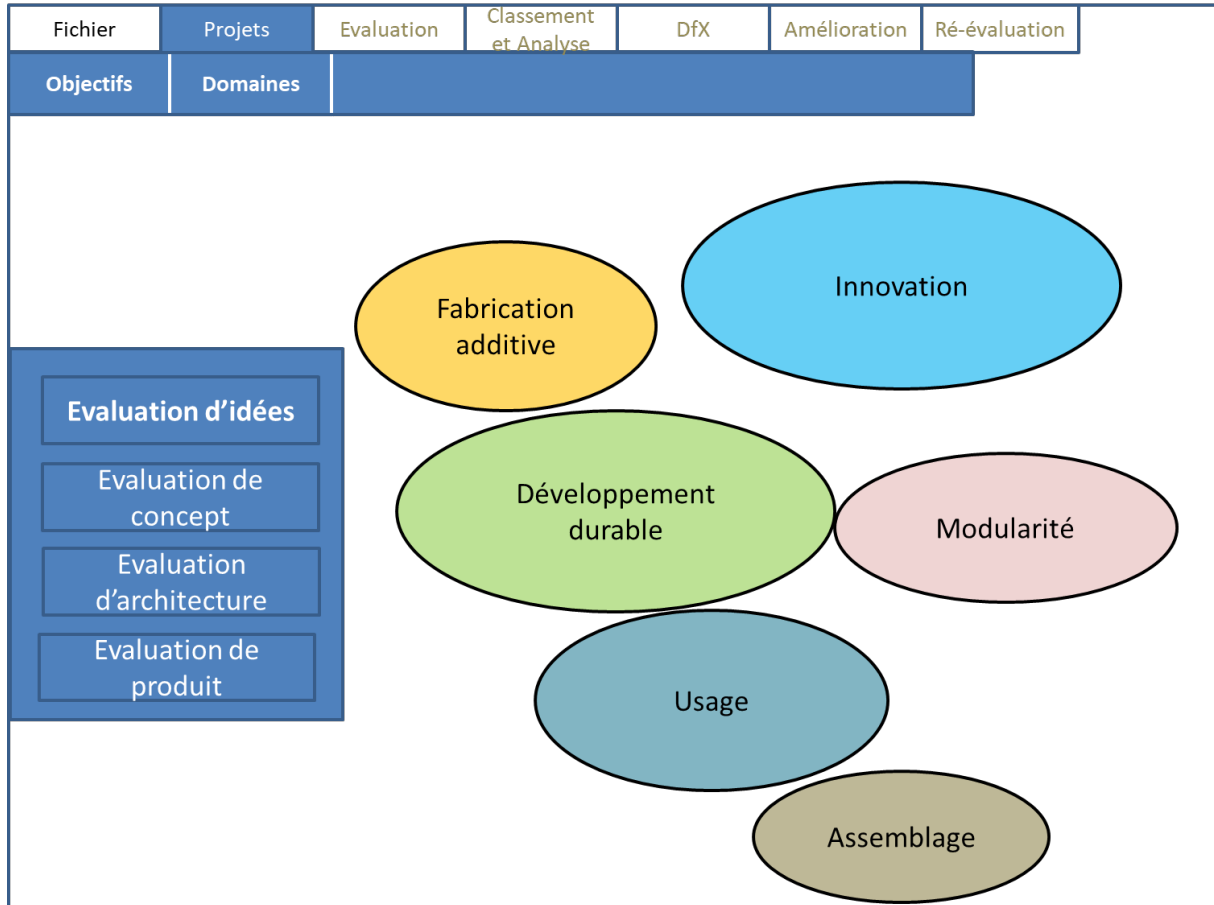 Fichier
Projets
Evaluation
Classement
et Analyse
DfX
Amélioration
Ré-évaluation
Objectifs
Domaines
Innovation
Fabrication
additive
Evaluation d’idées
Evaluation de
concept
Evaluation
d’architecture
Evaluation de
produit
Développement
durable
Modularité
Usage
Assemblage